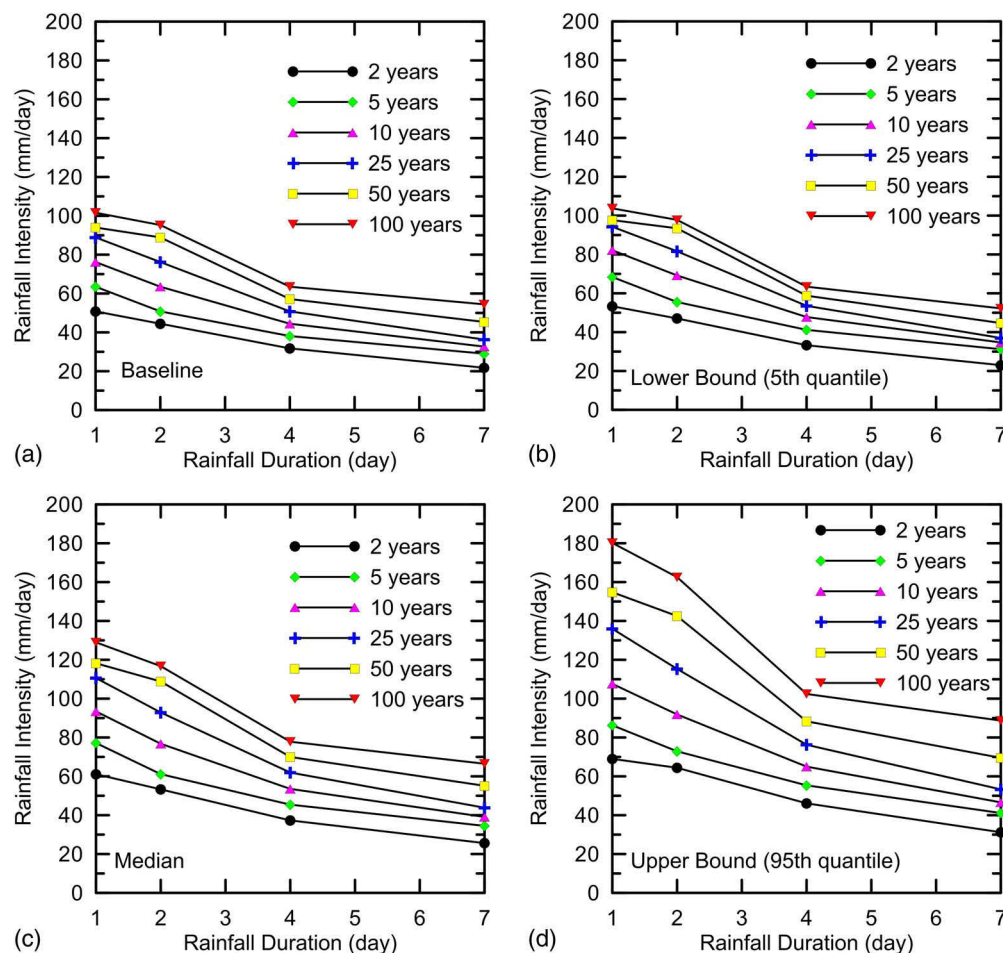 200
180
160
140
120
100
80
60
40
20
0
Rainfall Intensity (mm/day)
2 years
5 years
10 years
25 years
50 years
100 years
Baseline
1 2 3 4 5 6 7
(a) Rainfall Duration (day)
200
180
160
140
120
100
80
60
40
20
0
Rainfall Intensity (mm/day)
2 years
5 years
10 years
25 years
50 years
100 years
Lower Bound (5th quantile)
1 2 3 4 5 6 7
(b) Rainfall Duration (day)
200
180
160
140
120
100
80
60
40
20
0
Rainfall Intensity (mm/day)
2 years
5 years
10 years
25 years
50 years
100 years
Median
1 2 3 4 5 6 7
(c) Rainfall Duration (day)
200
180
160
140
120
100
80
60
40
20
0
Rainfall Intensity (mm/day)
2 years
5 years
10 years
25 years
50 years
100 years
Upper Bound (95th quantile)
1 2 3 4 5 6 7
(d) Rainfall Duration (day)